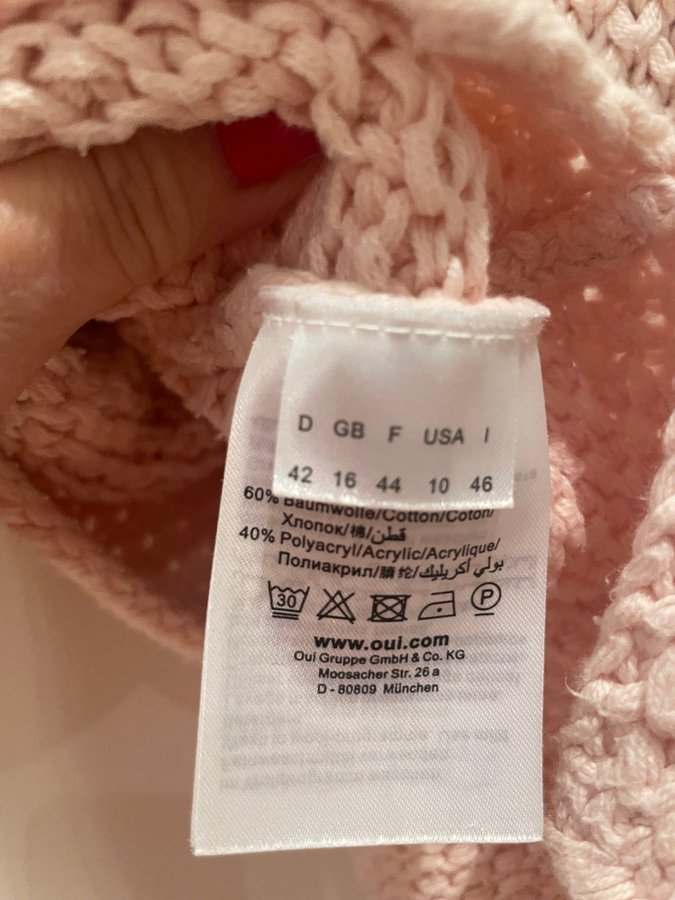 D GB F USA I
42 16 44 10 46
60% Baumwolle/Cotton/Coton/
Хлопок/棉/قطن/
40% Polyacryl/Acrylic/Acrylique/
Полиакрил/腈纶/بولي أكريليك/
30 P
www.oui.com
Oui Gruppe GmbH & Co. KG
Moosacher Str. 26 a
D - 80809 München